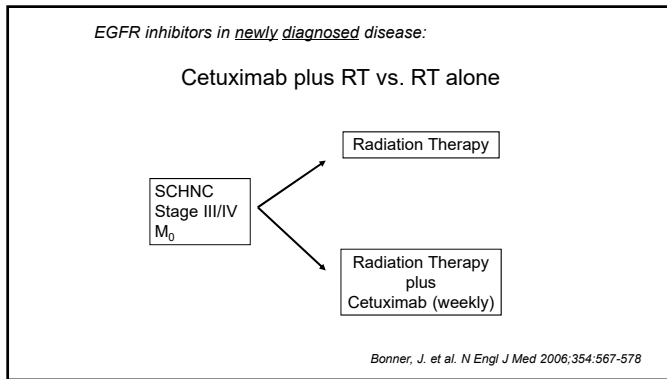 EGFR inhibitors in newly diagnosed disease:
Cetuximab plus RT vs. RT alone
Radiation Therapy
SCHNC
Stage III/IV
M₀
Radiation Therapy
plus
Cetuximab (weekly)
Bonner, J. et al. N Engl J Med 2006;354:567-578